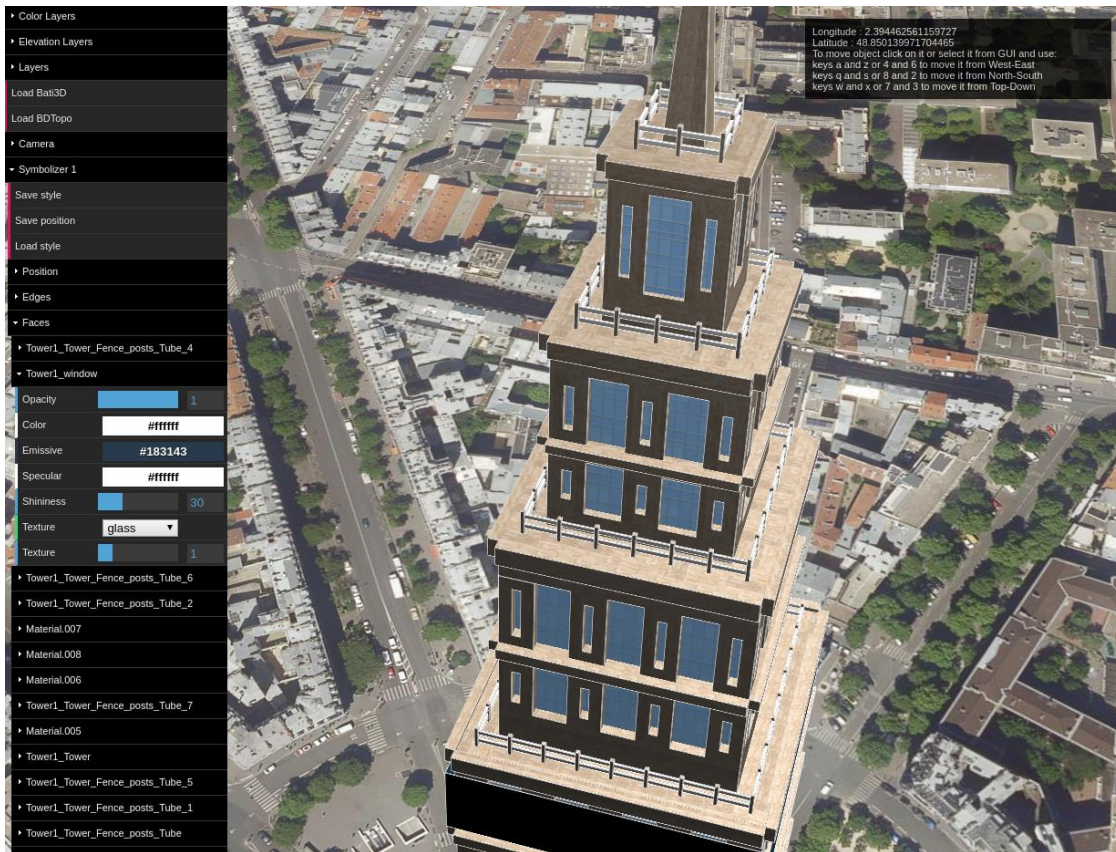 Color Layers
Elevation Layers
Layers
Load Bati3D
Load BDTopo
Camera
Symbolizer 1
Save style
Save position
Load style
Position
Edges
Faces
Tower1_Tower_Fence_posts_Tube_4
Tower1_window
Opacity 1
Color #ffffff
Emissive #183143
Specular #ffffff
Shininess 30
Texture glass
Texture 1
Tower1_Tower_Fence_posts_Tube_6
Tower1_Tower_Fence_posts_Tube_2
Material.007
Material.008
Material.006
Tower1_Tower_Fence_posts_Tube_7
Material.005
Tower1_Tower
Tower1_Tower_Fence_posts_Tube_5
Tower1_Tower_Fence_posts_Tube_1
Tower1_Tower_Fence_posts_Tube
Longitude : 2.394462561159727
Latitude : 48.850139971704465
To move object click on it or select it from GUI and use:
keys a and z or 4 and 6 to move it from West-East
keys q and s or 8 and 2 to move it from North-South
keys w and x or 7 and 3 to move it from Top-Down